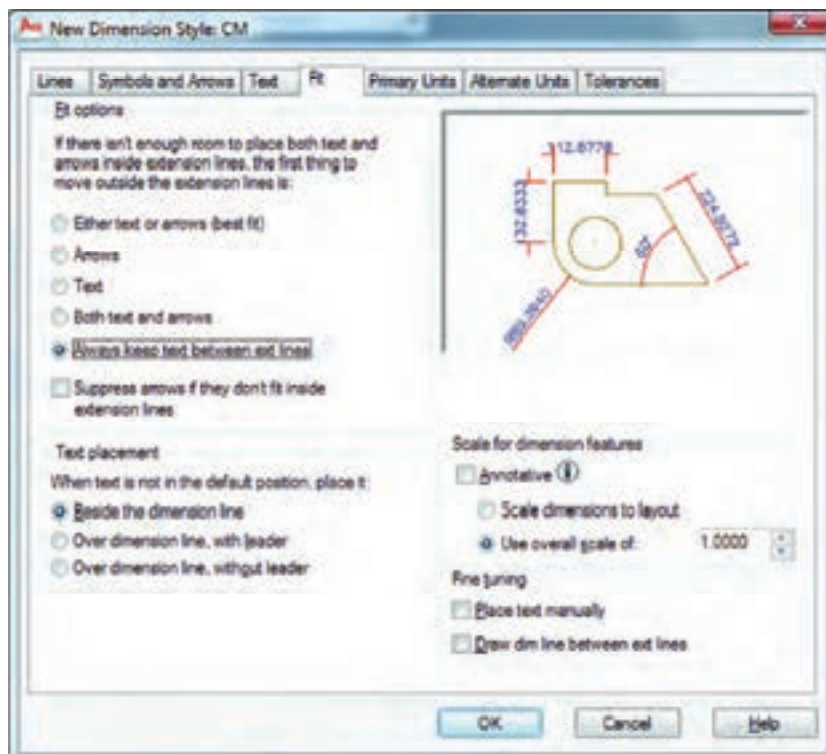 New Dimension Style: CM
Lines
Symbols and Arrows
Text
Fit
Primary Units
Alternate Units
Tolerances
Fit options
If there isn't enough room to place both text and
arrows inside extension lines, the first thing to
move outside the extension lines is:
Either text or arrows (best fit)
Arrows
Text
Both text and arrows
Always keep text between ext lines
Suppress arrows if they don't fit inside
extension lines
Text placement
When text is not in the default position, place it:
Beside the dimension line
Over dimension line, with leader
Over dimension line, without leader
60°
Scale for dimension features
Annotative
Scale dimensions to layout
Use overall scale of:
1.0000
Fine tuning
Place text manually
Draw dim line between ext lines
OK
Cancel
Help